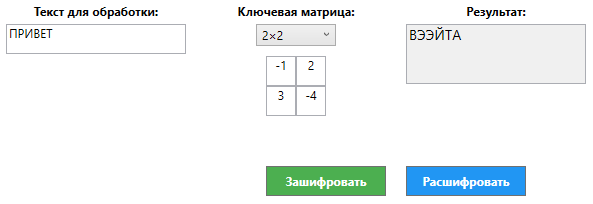 Текст для обработки:
ПРИВЕТ
Ключевая матрица:
2×2
-1 2
3 -4
Результат:
ВЭЭЙТА
Зашифровать
Расшифровать